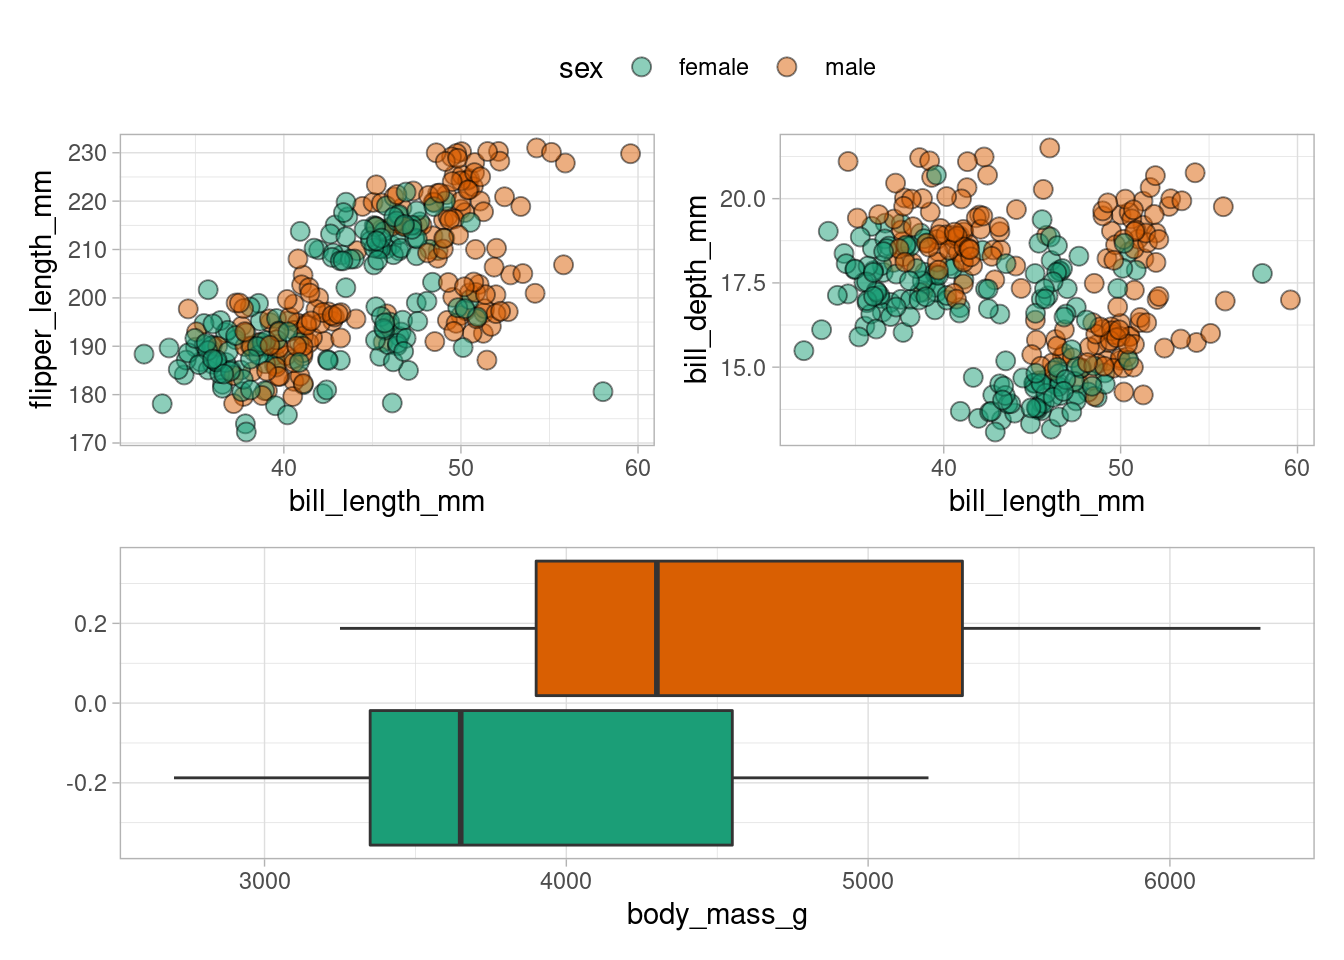 sex female male
230
220
210
200
190
180
170
flipper_length_mm
40 50 60
bill_length_mm
20.0
17.5
15.0
bill_depth_mm
40 50 60
bill_length_mm
0.2
0.0
-0.2
3000 4000 5000 6000
body_mass_g